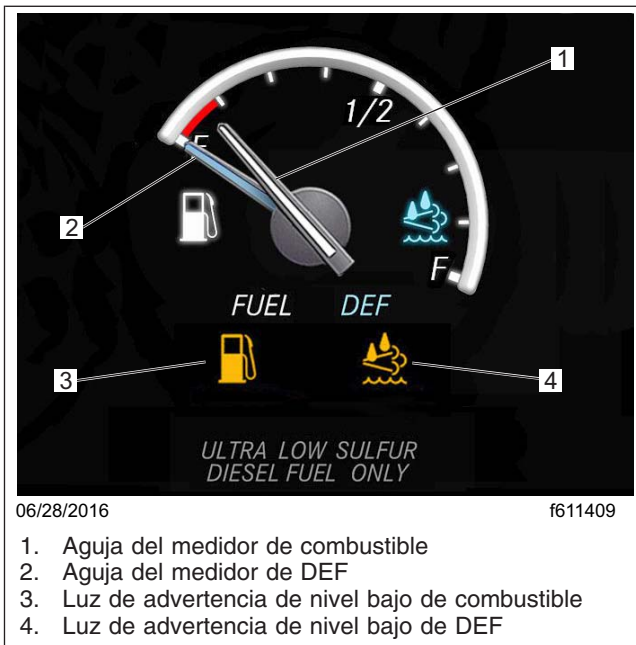 1
1/2
E
2
F
FUEL DEF
3
4
ULTRA LOW SULFUR
DIESEL FUEL ONLY
06/28/2016 f611409
1. Aguja del medidor de combustible
2. Aguja del medidor de DEF
3. Luz de advertencia de nivel bajo de combustible
4. Luz de advertencia de nivel bajo de DEF